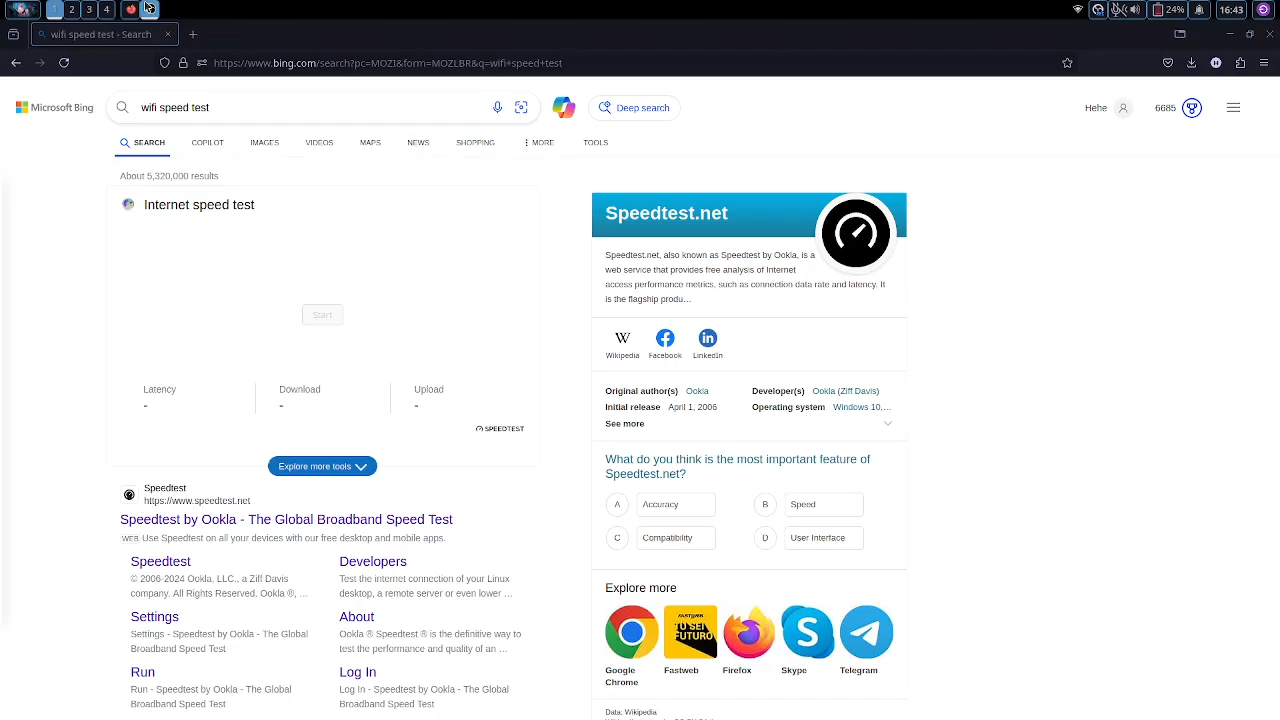 1 2 3 4
24%
16:43
wifi speed test - Search
https://www.bing.com/search?pc=MOZI&form=MOZLBR&q=wifi+speed+test
Microsoft Bing
wifi speed test
Deep search
Hehe
6685
SEARCH
COPILOT
IMAGES
VIDEOS
MAPS
NEWS
SHOPPING
MORE
TOOLS
About 5,320,000 results
Internet speed test
Start
Latency
Download
Upload
-
-
-
SPEEDTEST
Explore more tools
Speedtest
https://www.speedtest.net
Speedtest by Ookla - The Global Broadband Speed Test
WEB Use Speedtest on all your devices with our free desktop and mobile apps.
Speedtest
© 2006-2024 Ookla, LLC., a Ziff Davis
company. All Rights Reserved. Ookla ®, …
Developers
Test the internet connection of your Linux
desktop, a remote server or even lower …
Settings
Settings - Speedtest by Ookla - The Global
Broadband Speed Test
About
Ookla ® Speedtest ® is the definitive way to
test the performance and quality of an …
Run
Run - Speedtest by Ookla - The Global
Broadband Speed Test
Log In
Log In - Speedtest by Ookla - The Global
Broadband Speed Test
Speedtest.net
Speedtest.net, also known as Speedtest by Ookla, is a
web service that provides free analysis of Internet
access performance metrics, such as connection data rate and latency. It
is the flagship produ…
W
Wikipedia
Facebook
in
LinkedIn
Original author(s) Ookla
Developer(s) Ookla (Ziff Davis)
Initial release April 1, 2006
Operating system Windows 10,…
See more
What do you think is the most important feature of
Speedtest.net?
A Accuracy
B Speed
C Compatibility
D User Interface
Explore more
FASTWEB
TU SEI
FUTURO
Google
Chrome
Fastweb
Firefox
Skype
Telegram
Data: Wikipedia